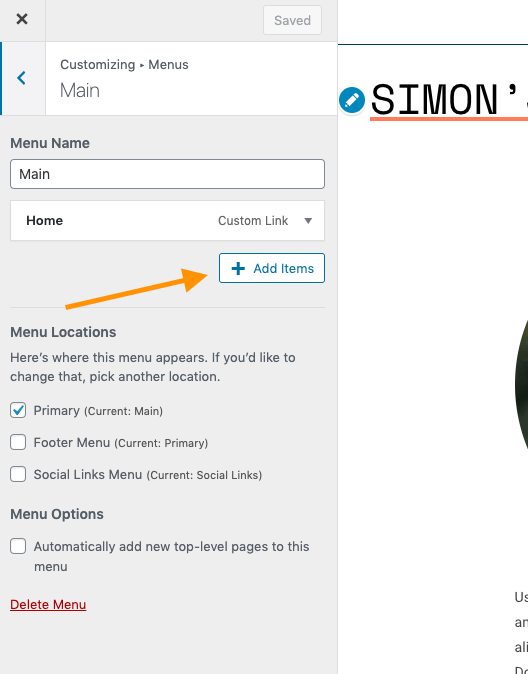 Saved
Customizing ▸ Menus
Main
Menu Name
Main
Home Custom Link
Add Items
Menu Locations
Here’s where this menu appears. If you’d like to
change that, pick another location.
Primary (Current: Main)
Footer Menu (Current: Primary)
Social Links Menu (Current: Social Links)
Menu Options
Automatically add new top-level pages to this
menu
Delete Menu
SIMON’S
Us
an
ali
Do